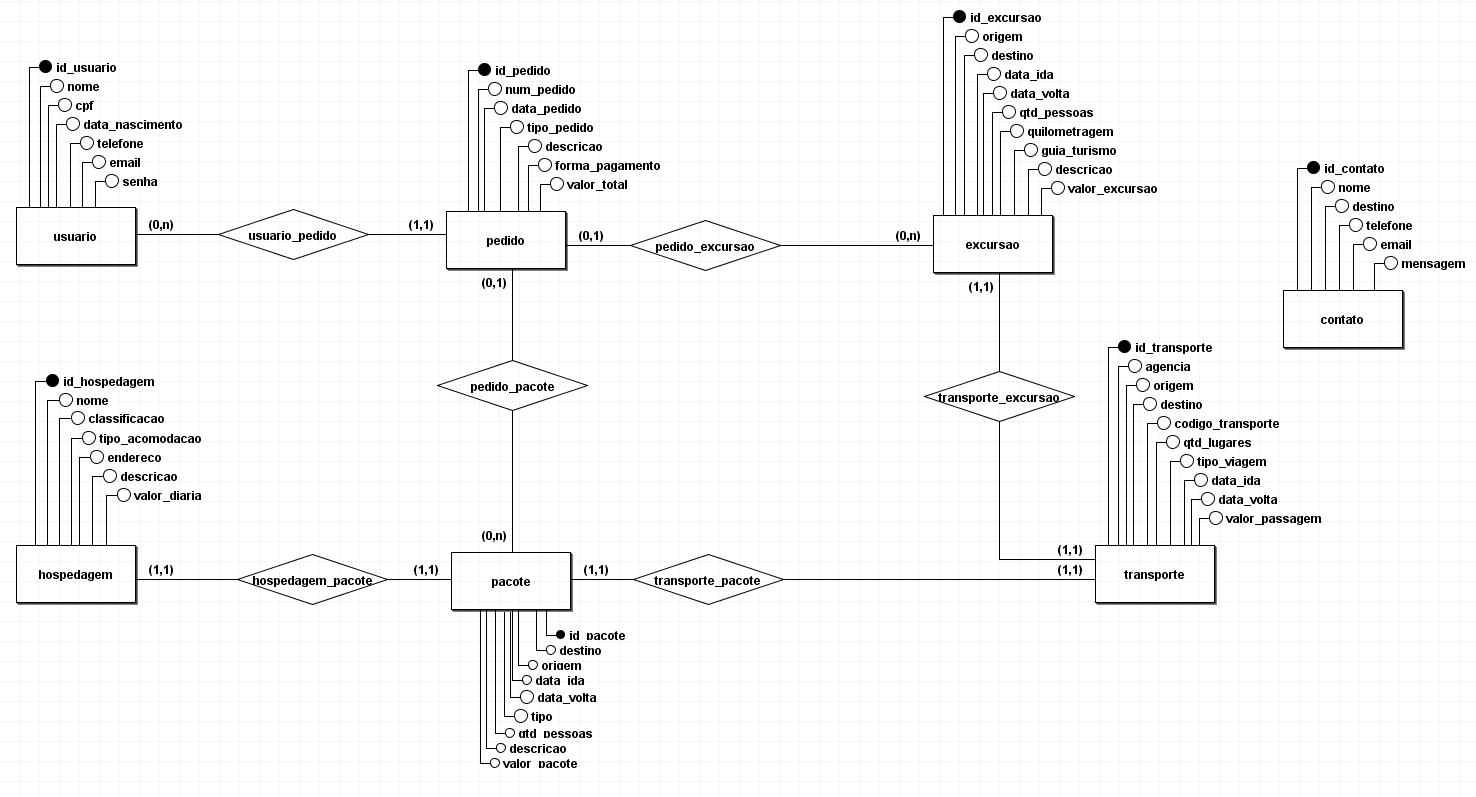 id_usuario
nome
cpf
data_nascimento
telefone
email
senha
usuario
(0,n)
usuario_pedido
(1,1)
id_pedido
num_pedido
data_pedido
tipo_pedido
descricao
forma_pagamento
valor_total
pedido
(0,1)
pedido_excursao
(0,n)
id_excursao
origem
destino
data_ida
data_volta
qtd_pessoas
quilometragem
guia_turismo
descricao
valor_excursao
excursao
id_contato
nome
destino
telefone
email
mensagem
contato
(0,1)
pedido_pacote
(0,n)
(1,1)
transporte_excursao
(1,1)
id_transporte
agencia
origem
destino
codigo_transporte
qtd_lugares
tipo_viagem
data_ida
data_volta
valor_passagem
transporte
id_hospedagem
nome
classificacao
tipo_acomodacao
endereco
descricao
valor_diaria
hospedagem
(1,1)
hospedagem_pacote
(1,1)
pacote
(1,1)
transporte_pacote
(1,1)
id_pacote
destino
origem
data_ida
data_volta
tipo
qtd_pessoas
descricao
valor_pacote